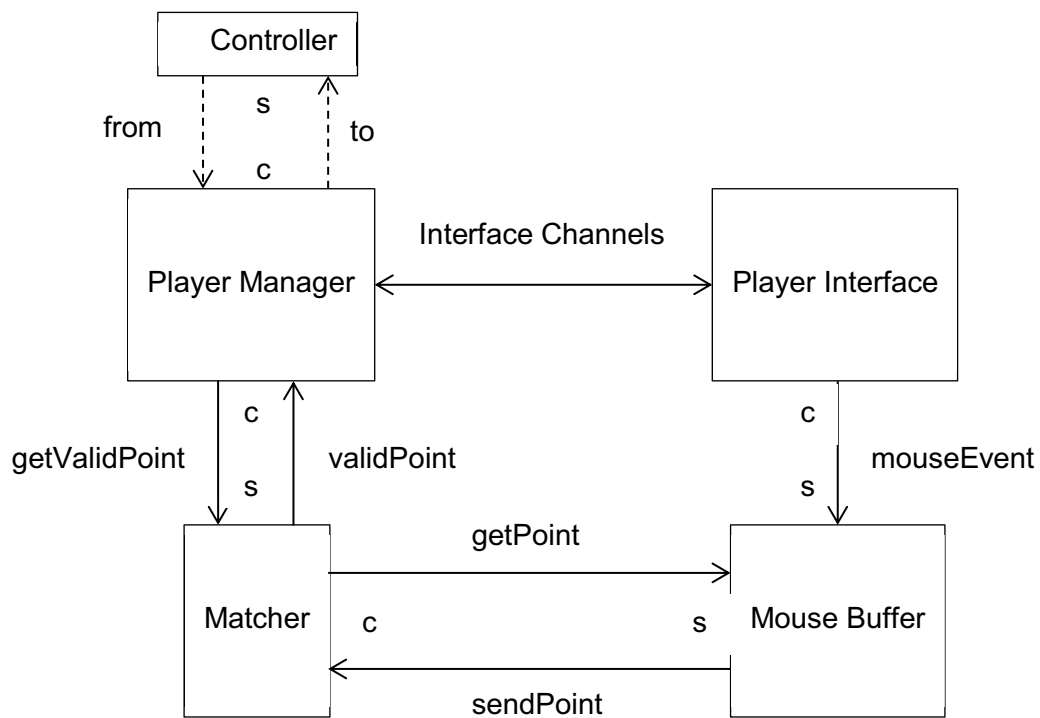 Controller
s
from
to
c
Interface Channels
Player Manager
Player Interface
c
c
getValidPoint
validPoint
mouseEvent
s
s
getPoint
Matcher
c
s
Mouse Buffer
sendPoint